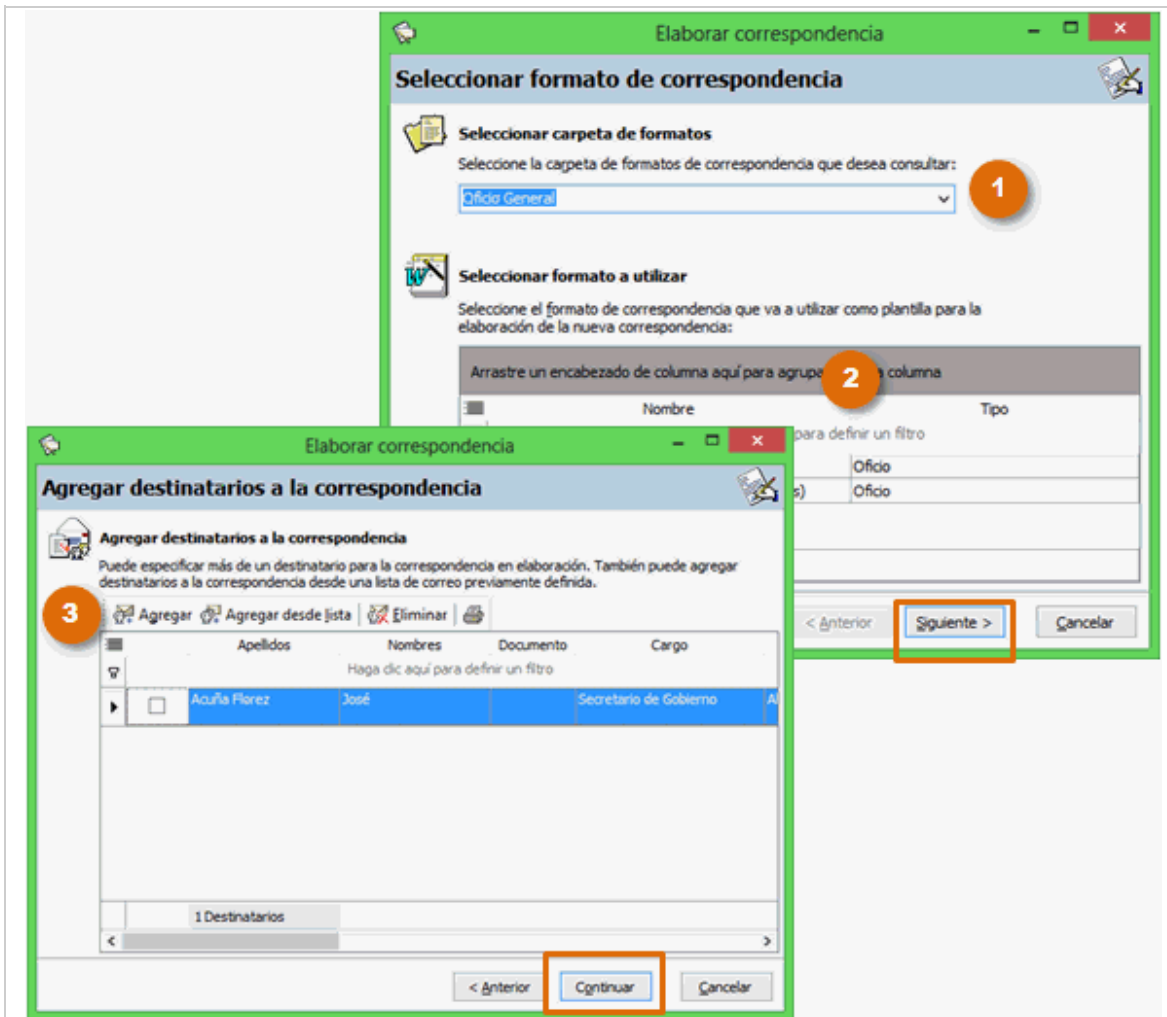 Elaborar correspondencia
Seleccionar formato de correspondencia
Seleccionar carpeta de formatos
Seleccione la carpeta de formatos de correspondencia que desea consultar:
Oficio General
1
Seleccionar formato a utilizar
Seleccione el formato de correspondencia que va a utilizar como plantilla para la
elaboración de la nueva correspondencia:
Arrastre un encabezado de columna aquí para agrupa 2 columna
Nombre Tipo
para definir un filtro
Oficio
s) Oficio
< Anterior Siguiente > Cancelar
Elaborar correspondencia
Agregar destinatarios a la correspondencia
Agregar destinatarios a la correspondencia
Puede especificar más de un destinatario para la correspondencia en elaboración. También puede agregar
destinatarios a la correspondencia desde una lista de correo previamente definida.
3 Agregar Agregar desde lista Eliminar
Apellidos Nombres Documento Cargo
Haga clic aquí para definir un filtro
Acuña Florez José Secretario de Gobierno Al
1 Destinatarios
< Anterior Continuar Cancelar